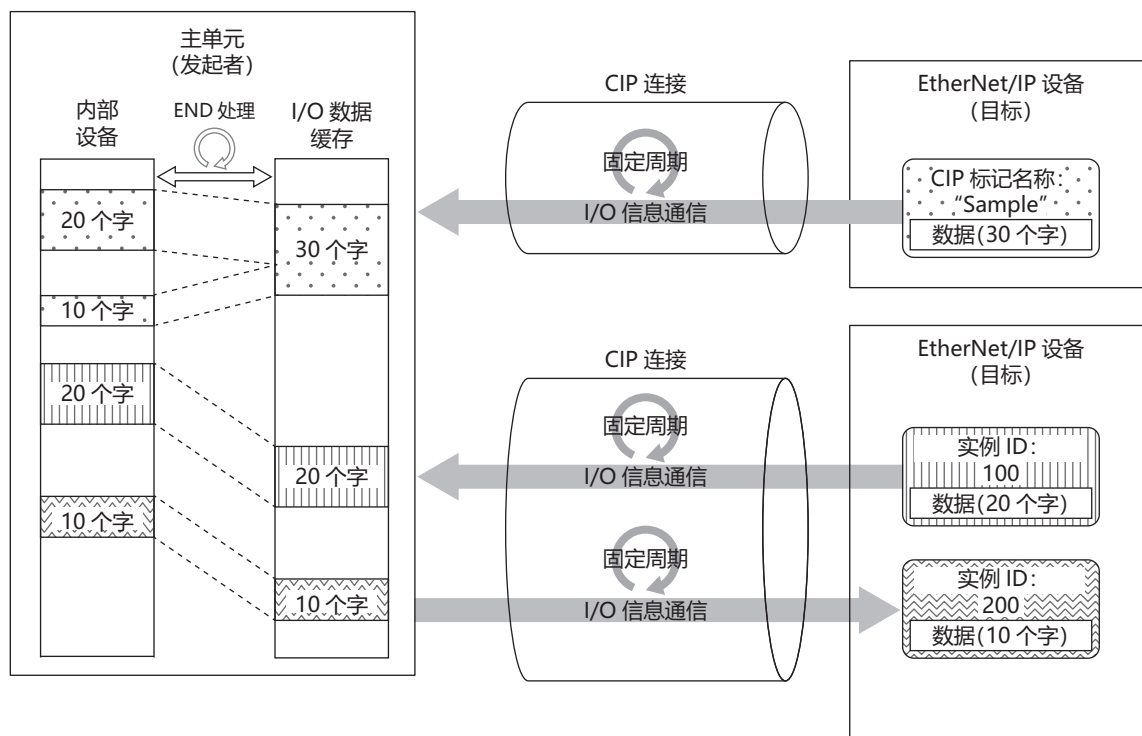 主单元
(发起者)
内部
设备
END 处理
I/O 数据
缓存
20 个字
10 个字
20 个字
10 个字
30 个字
20 个字
10 个字
CIP 连接
固定周期
I/O 信息通信
EtherNet/IP 设备
(目标)
CIP 标记名称：
“Sample”
数据(30 个字)
CIP 连接
固定周期
I/O 信息通信
固定周期
I/O 信息通信
EtherNet/IP 设备
(目标)
实例 ID：
100
数据(20 个字)
实例 ID：
200
数据(10 个字)